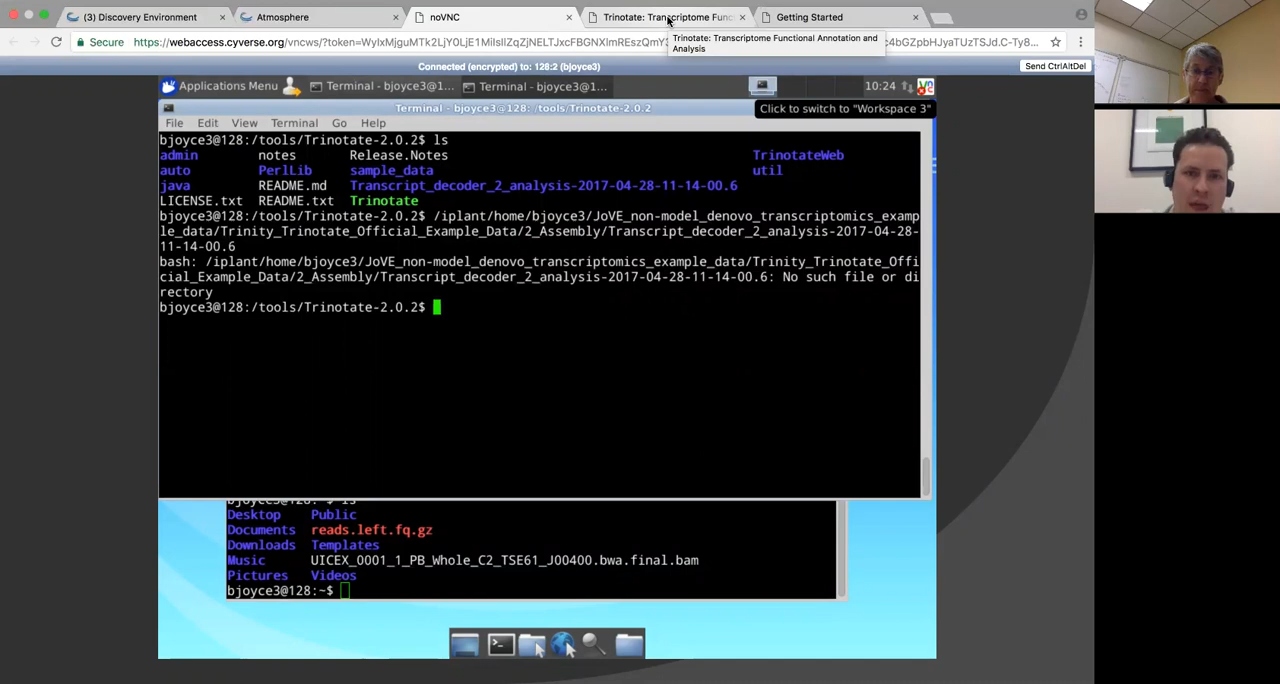 (3) Discovery Environment
Atmosphere
noVNC
Trinotate: Transcriptome Func
Getting Started
Secure
Trinotate: Transcriptome Functional Annotation and
Analysis
Connected (encrypted) to: 128:2 (bjoyce3)
Send CtrlAltDel
Applications Menu
Terminal - bjoyce3@1...
Terminal - bjoyce3@1...
10:24
Terminal - bjoyce3@128: /tools/Trinotate-2.0.2
Click to switch to "Workspace 3"
File Edit View Terminal Go Help
bjoyce3@128:/tools/Trinotate-2.0.2$ ls
admin notes Release.Notes TrinotateWeb
auto PerlLib sample_data util
java README.md Transcript_decoder_2_analysis-2017-04-28-11-14-00.6
LICENSE.txt README.txt Trinotate
bjoyce3@128:/tools/Trinotate-2.0.2$ /iplant/home/bjoyce3/JoVE_non-model_denovo_transcriptomics_examp
le_data/Trinity_Trinotate_Official_Example_Data/2_Assembly/Transcript_decoder_2_analysis-2017-04-28-
11-14-00.6
bash: /iplant/home/bjoyce3/JoVE_non-model_denovo_transcriptomics_example_data/Trinity_Trinotate_Offi
cial_Example_Data/2_Assembly/Transcript_decoder_2_analysis-2017-04-28-11-14-00.6: No such file or di
rectory
bjoyce3@128:/tools/Trinotate-2.0.2$
bjoyce3@128:~$ ls
Desktop Public
Documents reads.left.fq.gz
Downloads Templates
Music UICEX_0001_1_PB_Whole_C2_TSE61_J00400.bwa.final.bam
Pictures Videos
bjoyce3@128:~$